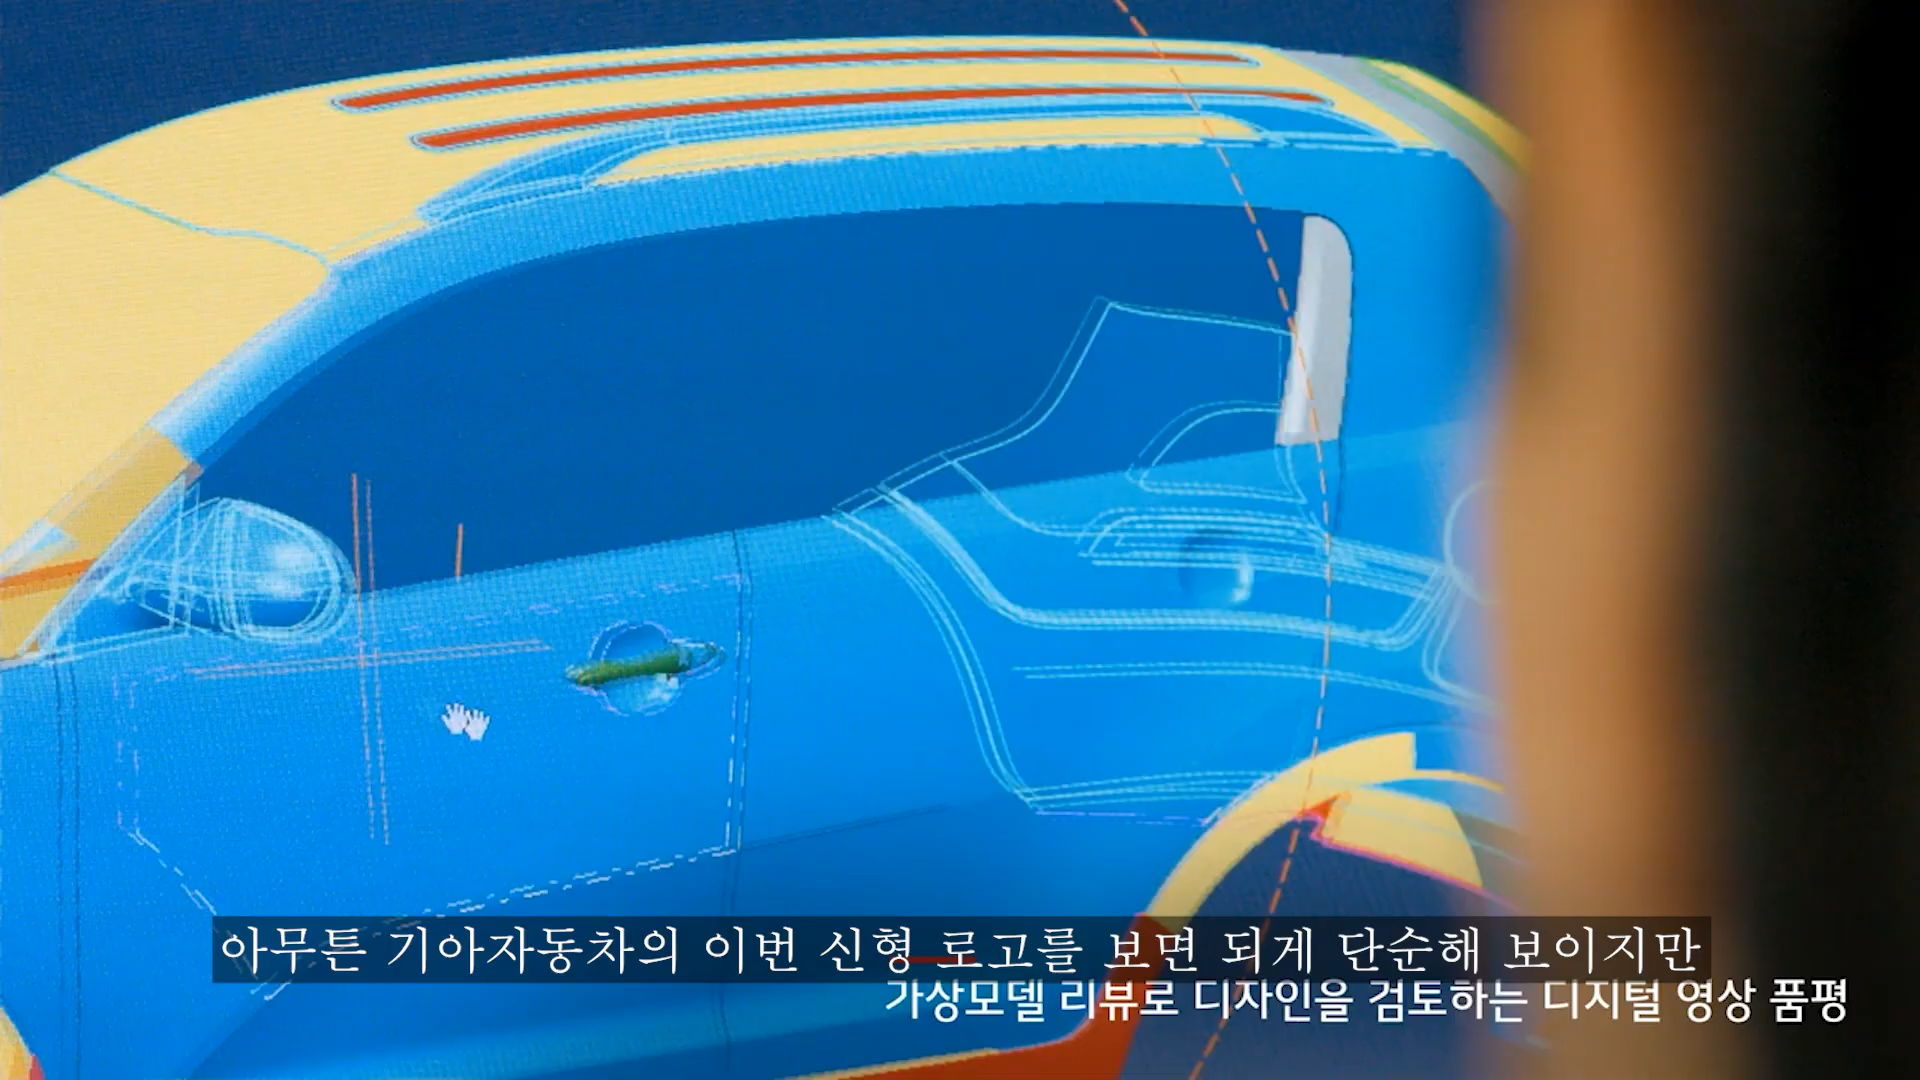 아무튼 기아자동차의 이번 신형 로고를 보면 되게 단순해 보이지만
가상모델 리뷰로 디자인을 검토하는 디지털 영상 품평